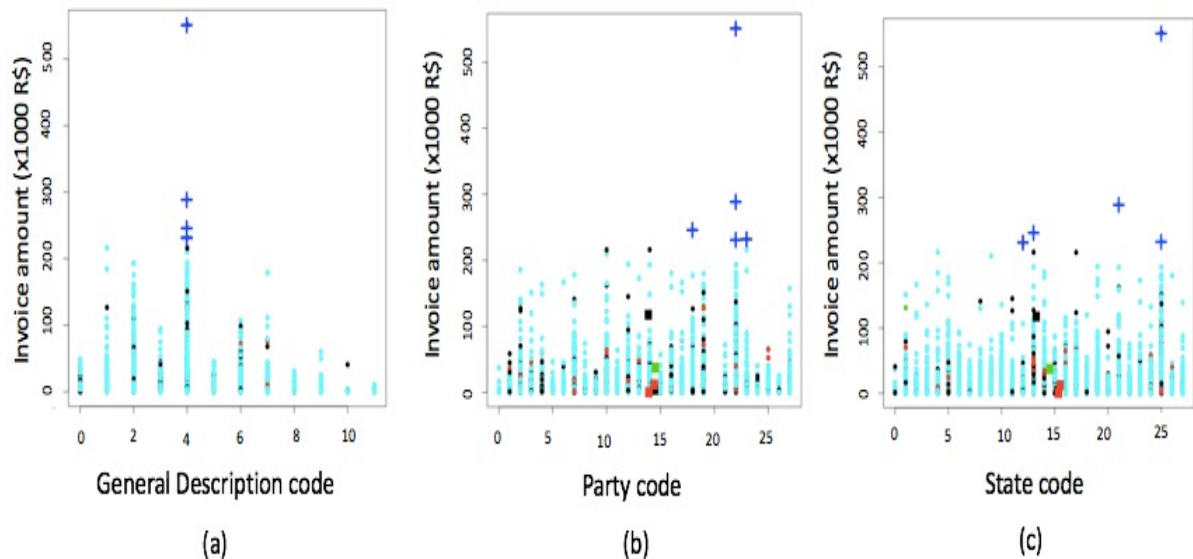 Invoice amount (x1000 R$)
0 100 200 300 400 500
0 2 4 6 8 10
General Description code
(a)
Invoice amount (x1000 R$)
0 100 200 300 400 500
0 5 10 15 20 25
Party code
(b)
Invoice amount (x1000 R$)
0 100 200 300 400 500
0 5 10 15 20 25
State code
(c)